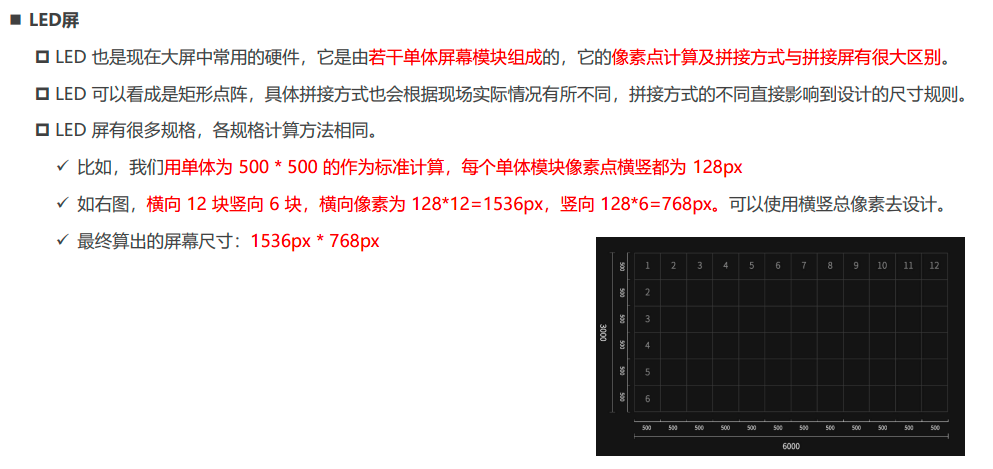 LED屏
LED 也是现在大屏中常用的硬件，它是由若干单体屏幕模块组成的，它的像素点计算及拼接方式与拼接屏有很大区别。
LED 可以看成是矩形点阵，具体拼接方式也会根据现场实际情况有所不同，拼接方式的不同直接影响到设计的尺寸规则。
LED 屏有很多规格，各规格计算方法相同。
比如，我们用单体为 500 * 500 的作为标准计算，每个单体模块像素点横竖都为 128px
如右图，横向 12 块竖向 6 块，横向像素为 128*12=1536px，竖向 128*6=768px。可以使用横竖总像素去设计。
最终算出的屏幕尺寸：1536px * 768px
500 1 2 3 4 5 6 7 8 9 10 11 12
500 2
500 3
3000
500 4
500 5
500 6
500 500 500 500 500 500 500 500 500 500 500 500
6000